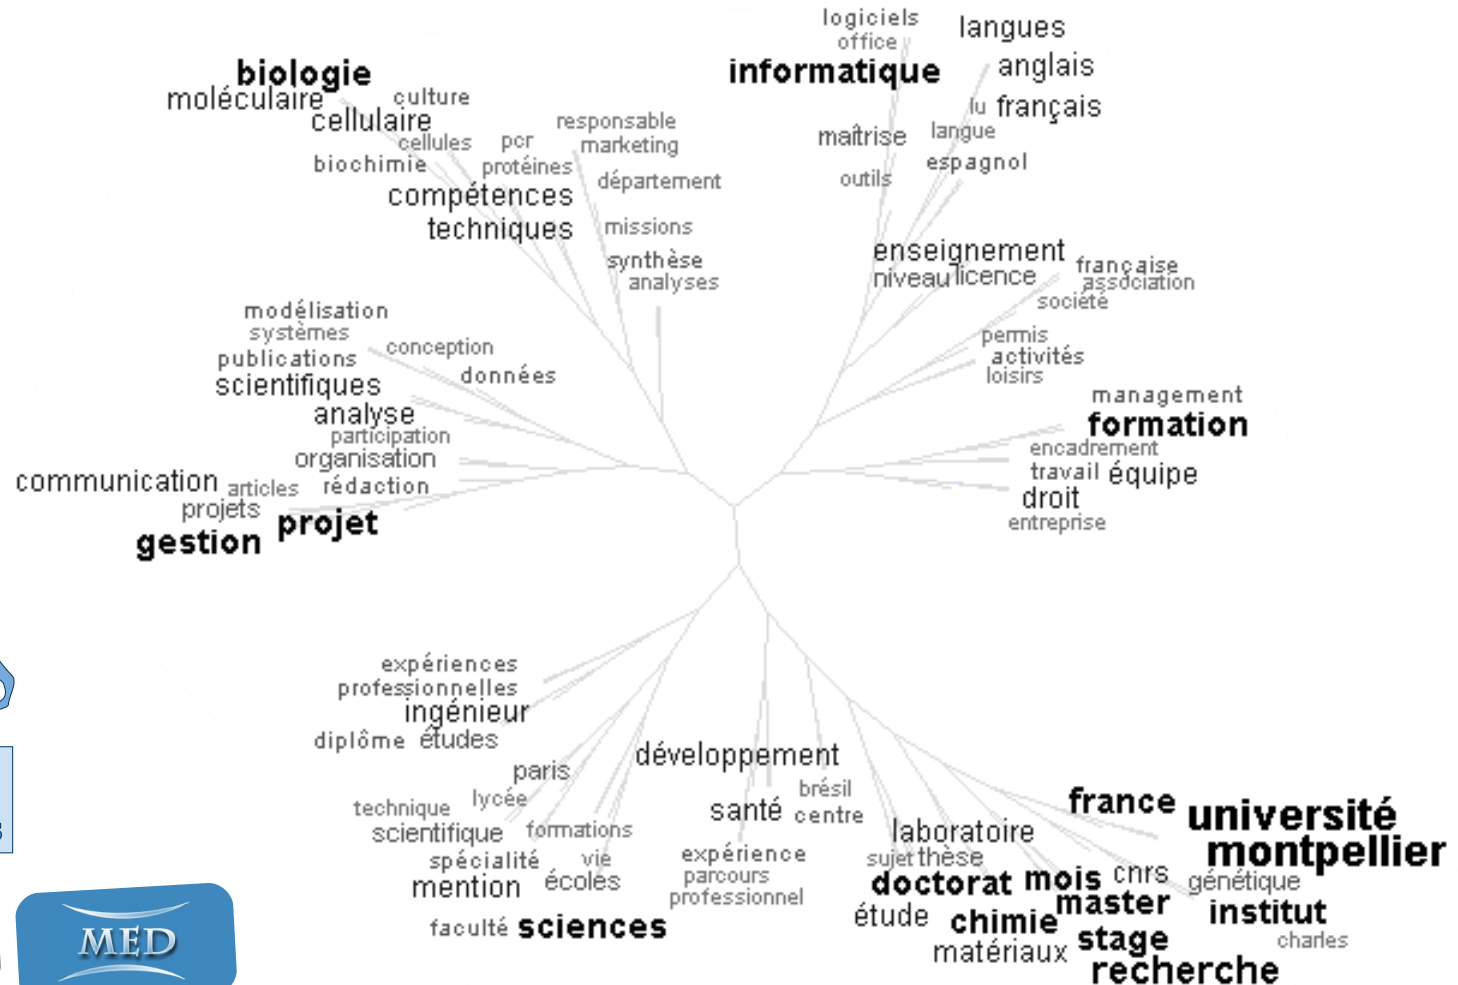 logiciels
office
informatique
langues
anglais
lu français
maîtrise
langue
espagnol
outils
enseignement
niveau licence
française
association
société
permis
activités
loisirs
management
formation
encadrement
travail équipe
droit
entreprise
biologie
moléculaire
culture
cellulaire
cellules
biochimie
pcr
protéines
compétences
techniques
responsable
marketing
département
missions
synthèse
analyses
modélisation
systèmes
publications
scientifiques
conception
données
analyse
participation
organisation
communication articles rédaction
projets
gestion projet
expériences
professionnelles
ingénieur
diplôme études
paris
lycée
technique
scientifique
formations
spécialité
vie
mention
écoles
faculté sciences
développement
santé
brésil
centre
expérience
parcours
professionnel
laboratoire
sujet thèse
doctorat
étude
chimie
matériaux
mois
cnrs
master
stage
recherche
france
université
montpellier
génétique
institut
charles
MED